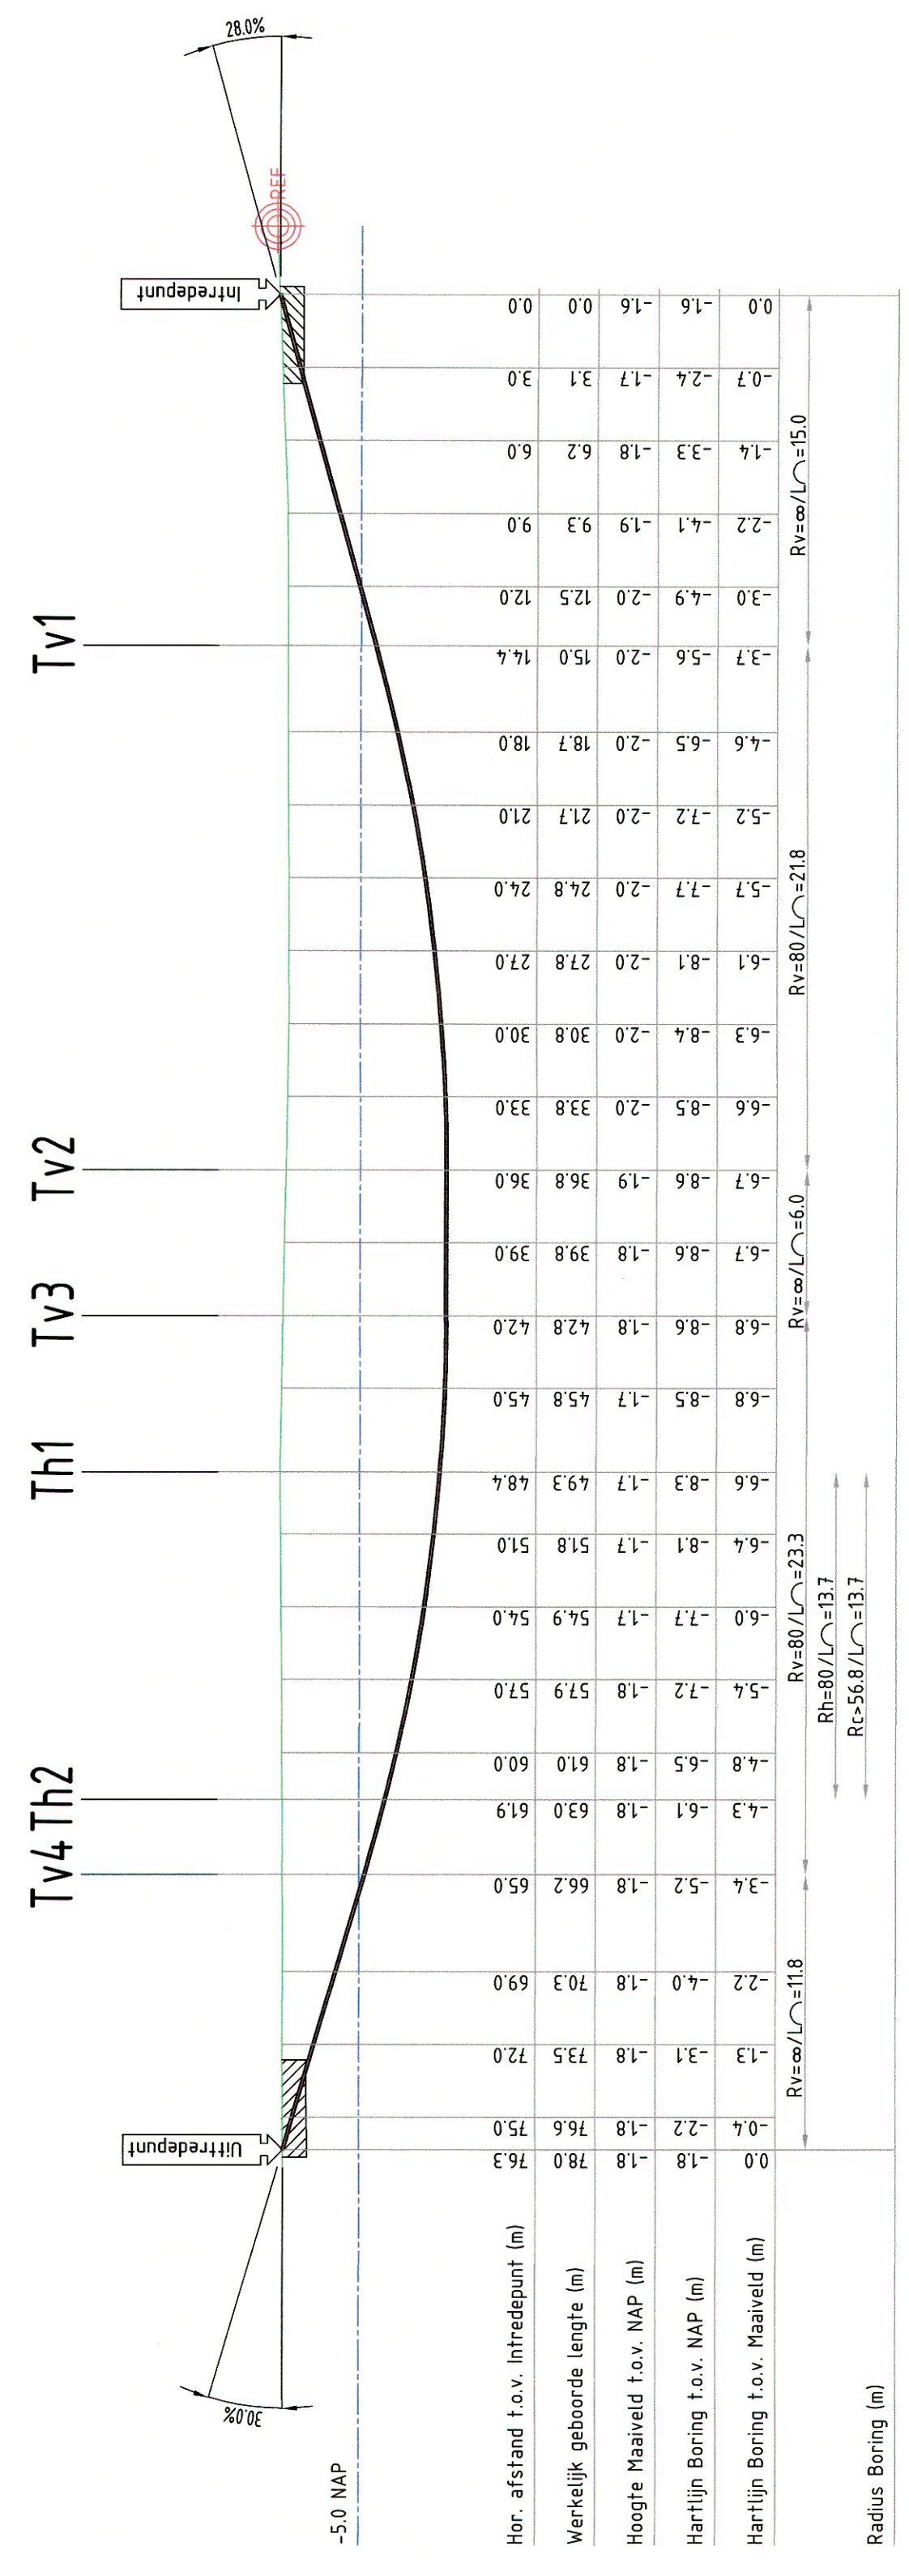 Tv4 Th2 Th1 Tv3 Tv2 Tv1
Uittredepunt
Intredepunt
30.0%
28.0%
REF
-5.0 NAP
Hor. afstand t.o.v. Intredepunt (m) 76.3 75.0 72.0 69.0 65.0 61.9 60.0 57.0 54.0 51.0 48.4 45.0 42.0 39.0 36.0 33.0 30.0 27.0 24.0 21.0 18.0 14.4 12.0 9.0 6.0 3.0 0.0
Werkelijk geboorde lengte (m) 78.0 76.6 73.5 70.3 66.2 63.0 61.0 57.9 54.9 51.8 49.3 45.8 42.8 39.8 36.8 33.8 30.8 27.8 24.8 21.7 18.7 15.0 12.5 9.3 6.2 3.1 0.0
Hoogte Maaiveld t.o.v. NAP (m) -1.8 -1.8 -1.8 -1.8 -1.8 -1.8 -1.8 -1.8 -1.7 -1.7 -1.7 -1.7 -1.8 -1.8 -1.9 -2.0 -2.0 -2.0 -2.0 -2.0 -2.0 -2.0 -2.0 -1.9 -1.8 -1.7 -1.6
Hartlijn Boring t.o.v. NAP (m) -1.8 -2.2 -3.1 -4.0 -5.2 -6.1 -6.5 -7.2 -7.7 -8.1 -8.3 -8.5 -8.6 -8.6 -8.6 -8.5 -8.4 -8.1 -7.7 -7.2 -6.5 -5.6 -4.9 -4.1 -3.3 -2.4 -1.6
Hartlijn Boring t.o.v. Maaiveld (m) 0.0 -0.4 -1.3 -2.2 -3.4 -4.3 -4.8 -5.4 -6.0 -6.4 -6.6 -6.8 -6.8 -6.7 -6.7 -6.6 -6.3 -6.1 -5.7 -5.2 -4.6 -3.7 -3.0 -2.2 -1.4 -0.7 0.0
Rv=∞/L⌒=11.8 Rv=80/L⌒=23.3 Rv=∞/L⌒=6.0 Rv=80/L⌒=21.8 Rv=∞/L⌒=15.0
Rh=80/L⌒=13.7
Rc>56.8/L⌒=13.7
Radius Boring (m)